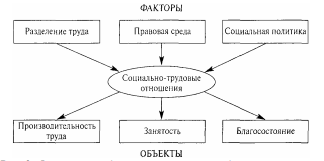 ФАКТОРЫ
Разделение труда
Правовая среда
Социальная политика
Социально-трудовые
отношения
Производительность
труда
Занятость
Благосостояние
ОБЪЕКТЫ